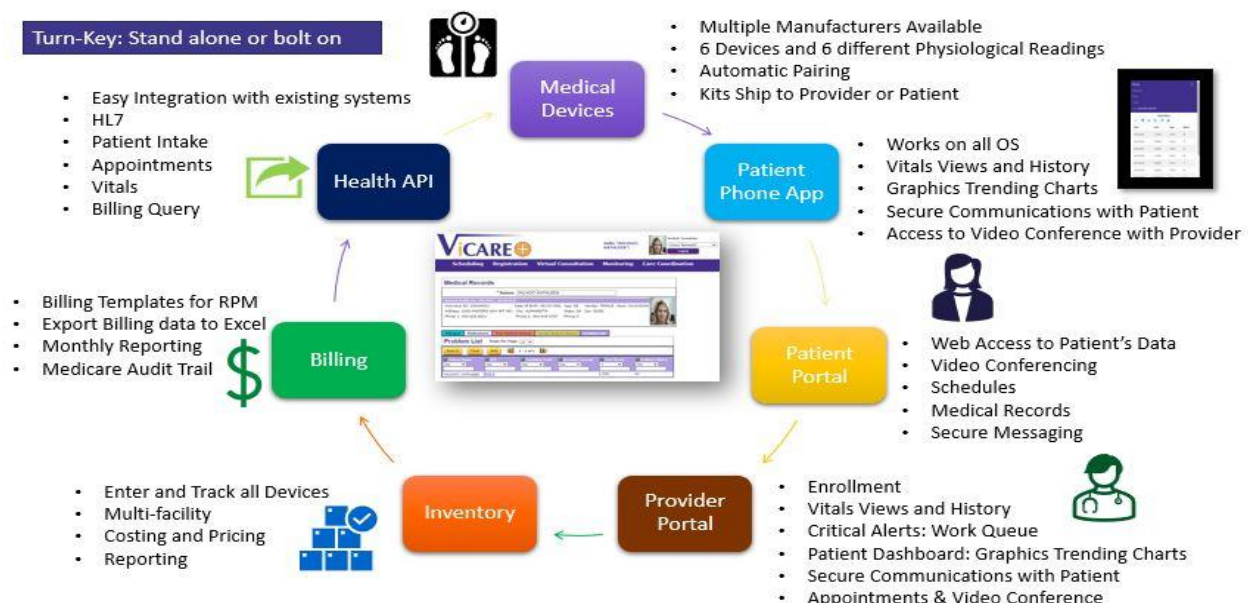 Turn-Key: Stand alone or bolt on
Medical
Devices
• Multiple Manufacturers Available
• 6 Devices and 6 different Physiological Readings
• Automatic Pairing
• Kits Ship to Provider or Patient
Patient
Phone App
• Works on all OS
• Vitals Views and History
• Graphics Trending Charts
• Secure Communications with Patient
• Access to Video Conference with Provider
Patient
Portal
• Web Access to Patient's Data
• Video Conferencing
• Schedules
• Medical Records
• Secure Messaging
Provider
Portal
• Enrollment
• Vitals Views and History
• Critical Alerts: Work Queue
• Patient Dashboard: Graphics Trending Charts
• Secure Communications with Patient
• Appointments & Video Conference
Inventory
• Enter and Track all Devices
• Multi-facility
• Costing and Pricing
• Reporting
Billing
• Billing Templates for RPM
• Export Billing data to Excel
• Monthly Reporting
• Medicare Audit Trail
$
Health API
• Easy Integration with existing systems
• HL7
• Patient Intake
• Appointments
• Vitals
• Billing Query
ViCARE+
Scheduling Registration Virtual Consultation Monitoring Care Coordination
Medical Records
Problem List